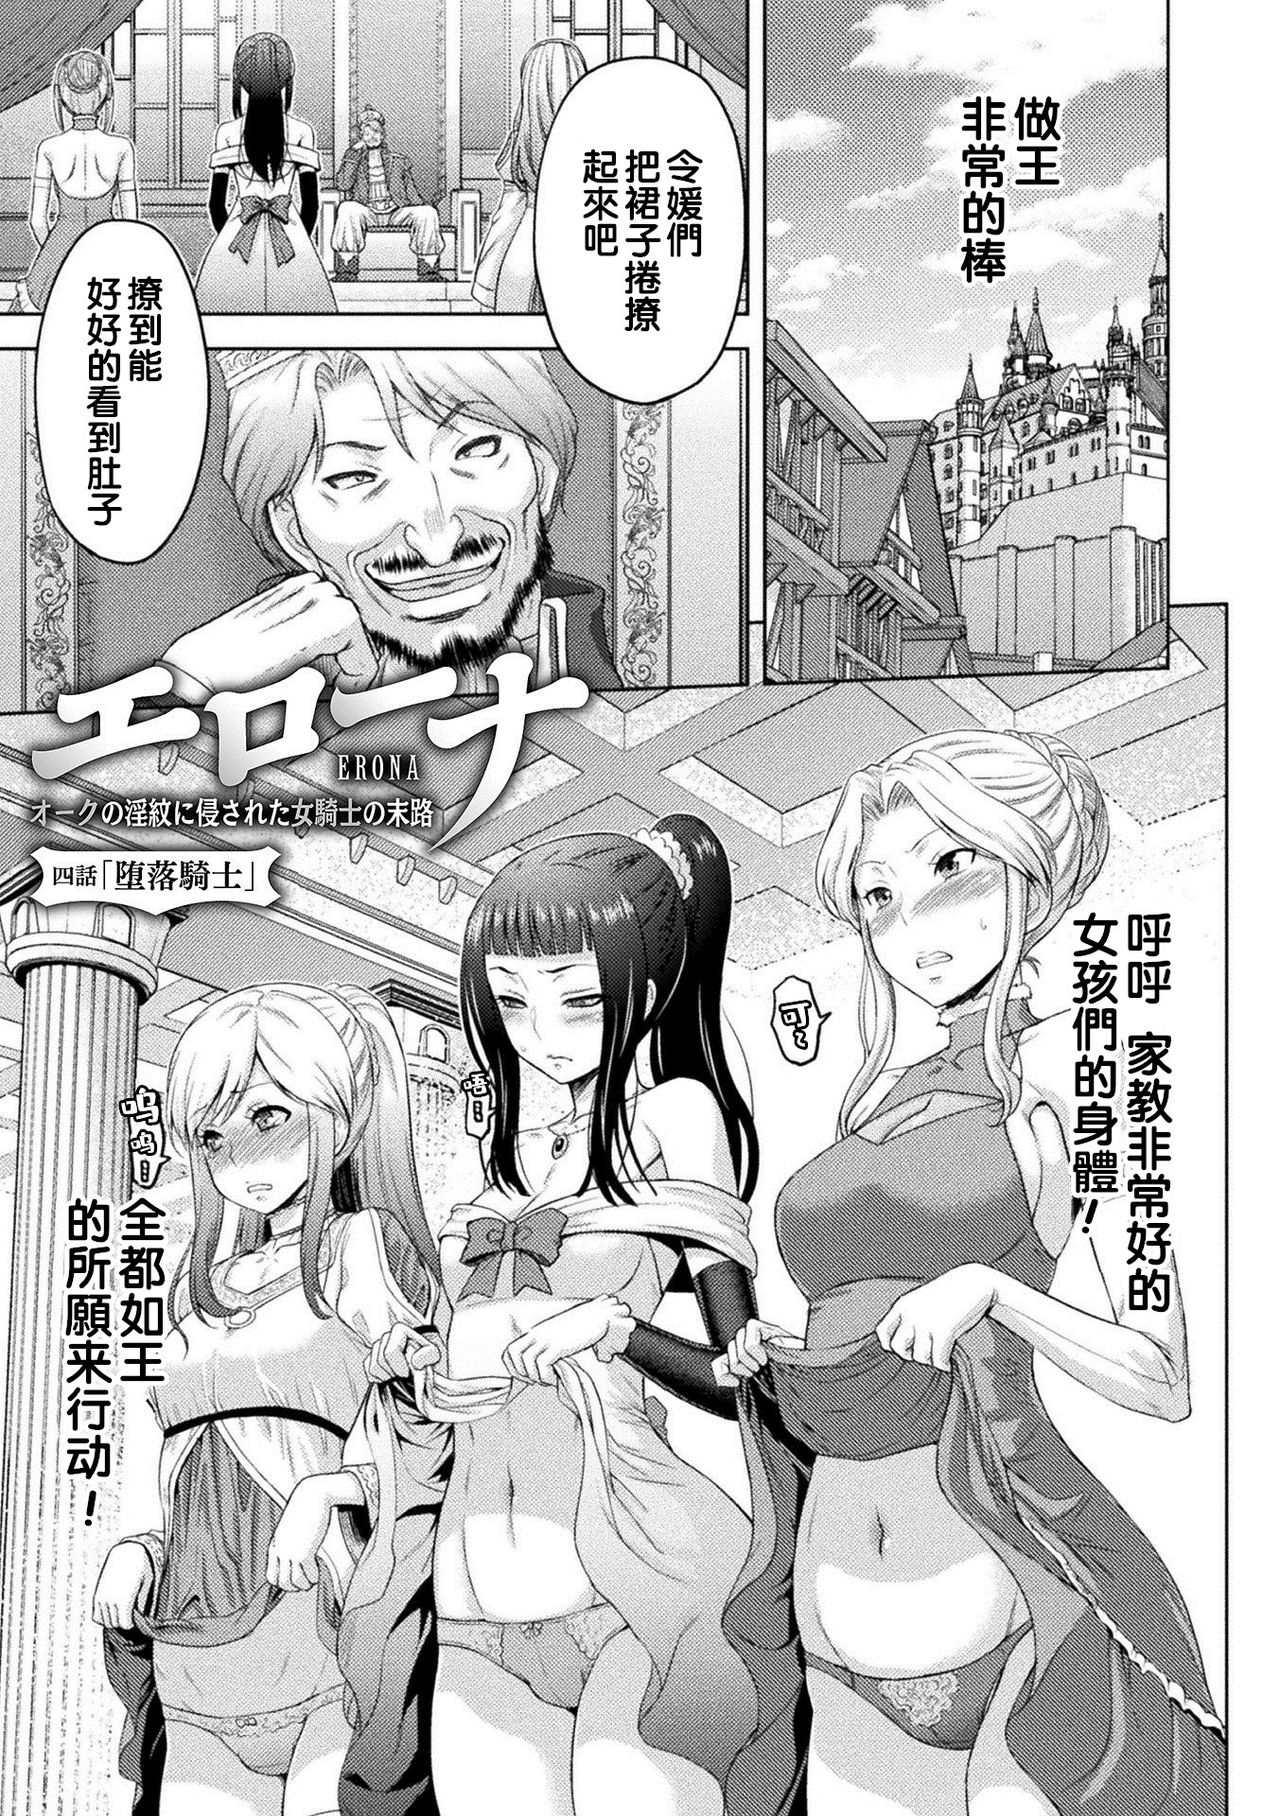 做王
非常的棒
令媛們
把裙子捲撩
起來吧
撩到能
好好的看到肚子
エローナ
ERONA
オークの淫紋に侵された女騎士の末路
四話「堕落騎士」
呼呼 家教非常好的
女孩們的身體！
可～
唔…
呜
呜…
全都如王
的所願来行动！